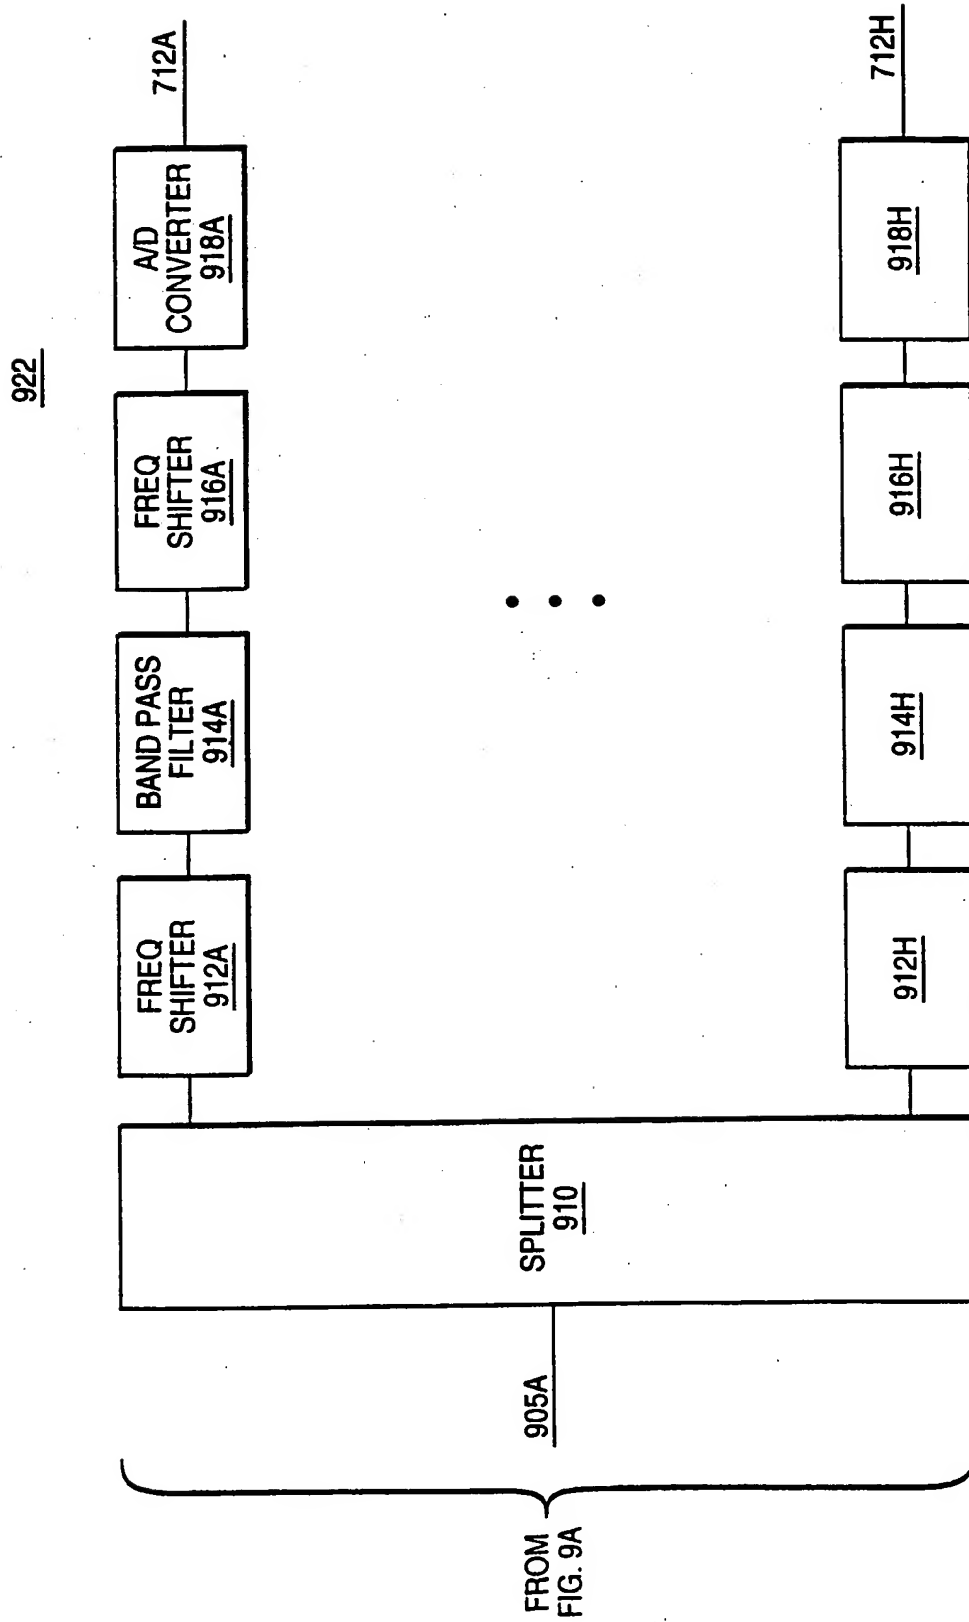 922
FROM
FIG. 9A
905A
SPLITTER
910
FREQ
SHIFTER
912A
BAND PASS
FILTER
914A
FREQ
SHIFTER
916A
A/D
CONVERTER
918A
712A
912H
914H
916H
918H
712H